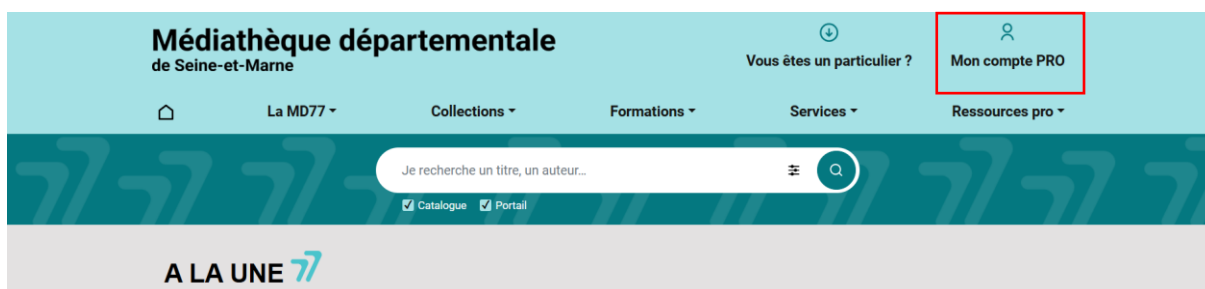 Médiathèque départementale
de Seine-et-Marne
Vous êtes un particulier ?
Mon compte PRO
La MD77
Collections
Formations
Services
Ressources pro
Je recherche un titre, un auteur...
Catalogue Portail
A LA UNE 77